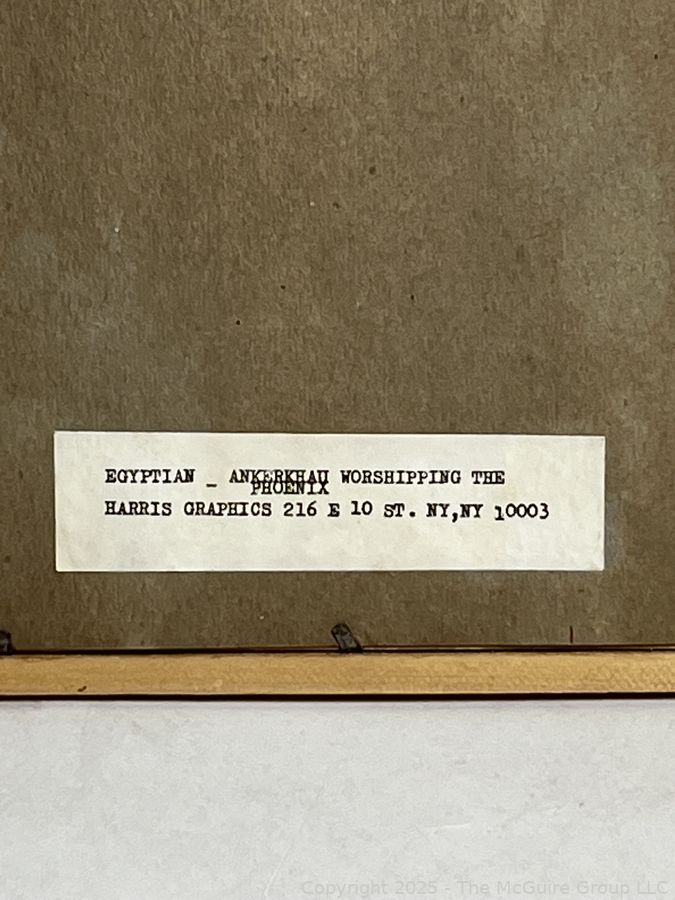 EGYPTIAN _ ANKERKHAU WORSHIPPING THE
PHOENIX
HARRIS GRAPHICS 216 E 10 ST. NY,NY 10003
Copyright 2025 - The McGuire Group LLC